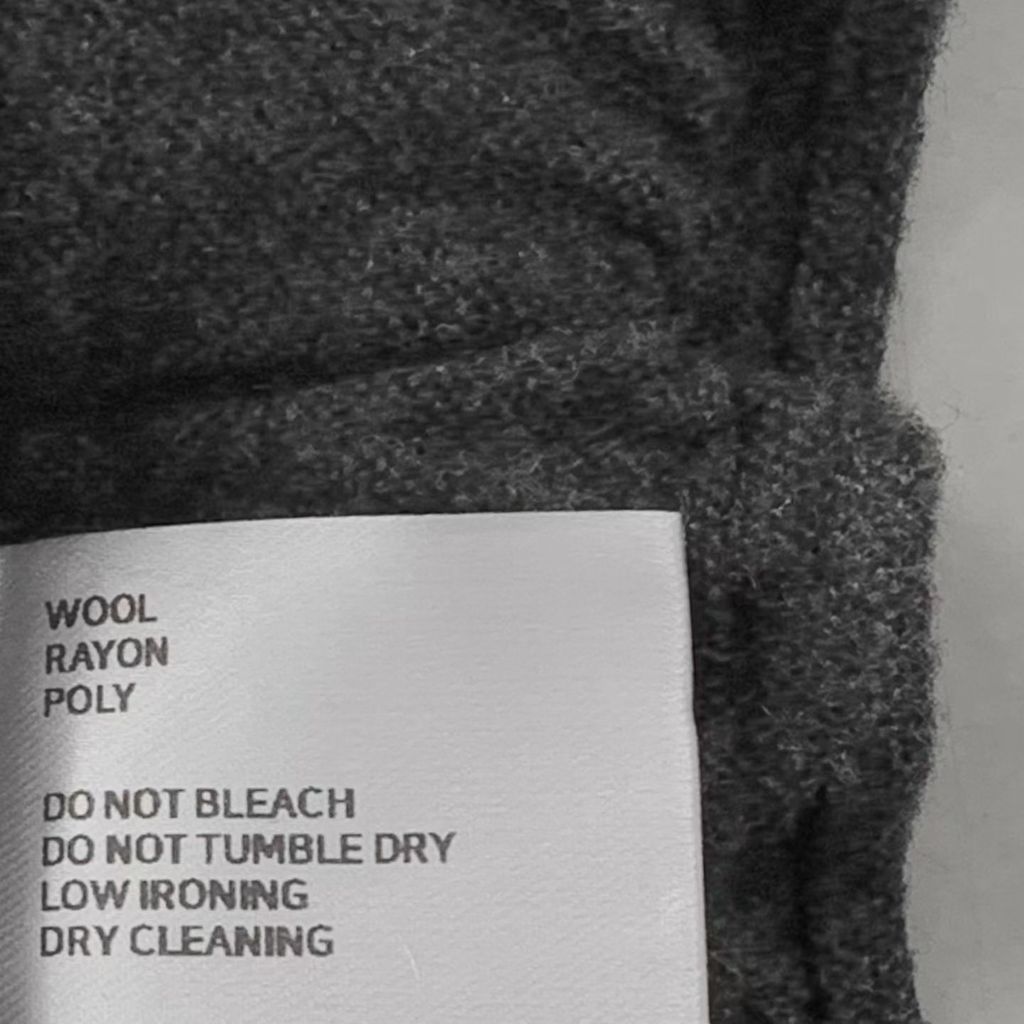 WOOL
RAYON
POLY
DO NOT BLEACH
DO NOT TUMBLE DRY
LOW IRONING
DRY CLEANING